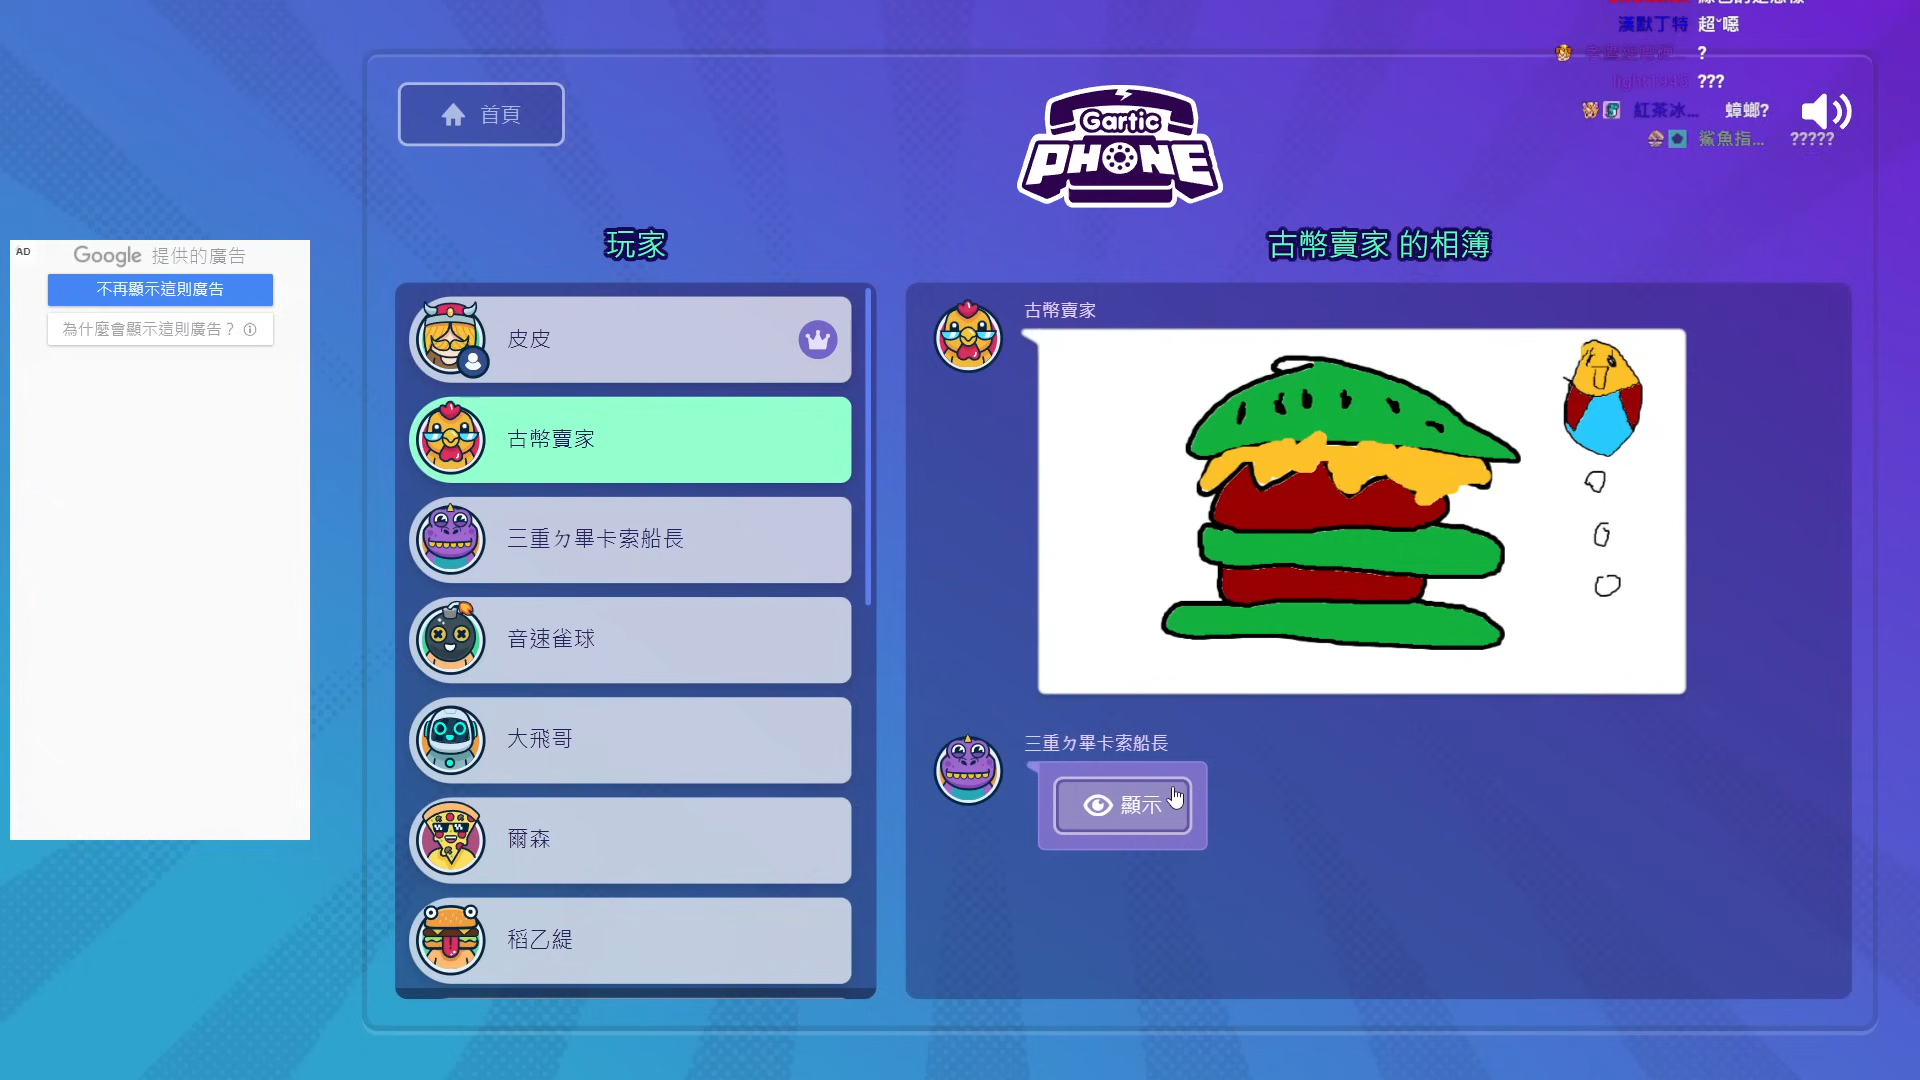 漢默丁特 超ˇ噁
?
light1945 ???
紅茶冰... 蟑螂?
鯊魚指... ?????
首頁
Gartic
PHONE
玩家
古幣賣家 的相簿
AD
Google 提供的廣告
不再顯示這則廣告
為什麼會顯示這則廣告？
皮皮
古幣賣家
三重ㄉ畢卡索船長
音速雀球
大飛哥
爾森
稻乙緹
古幣賣家
三重ㄉ畢卡索船長
顯示